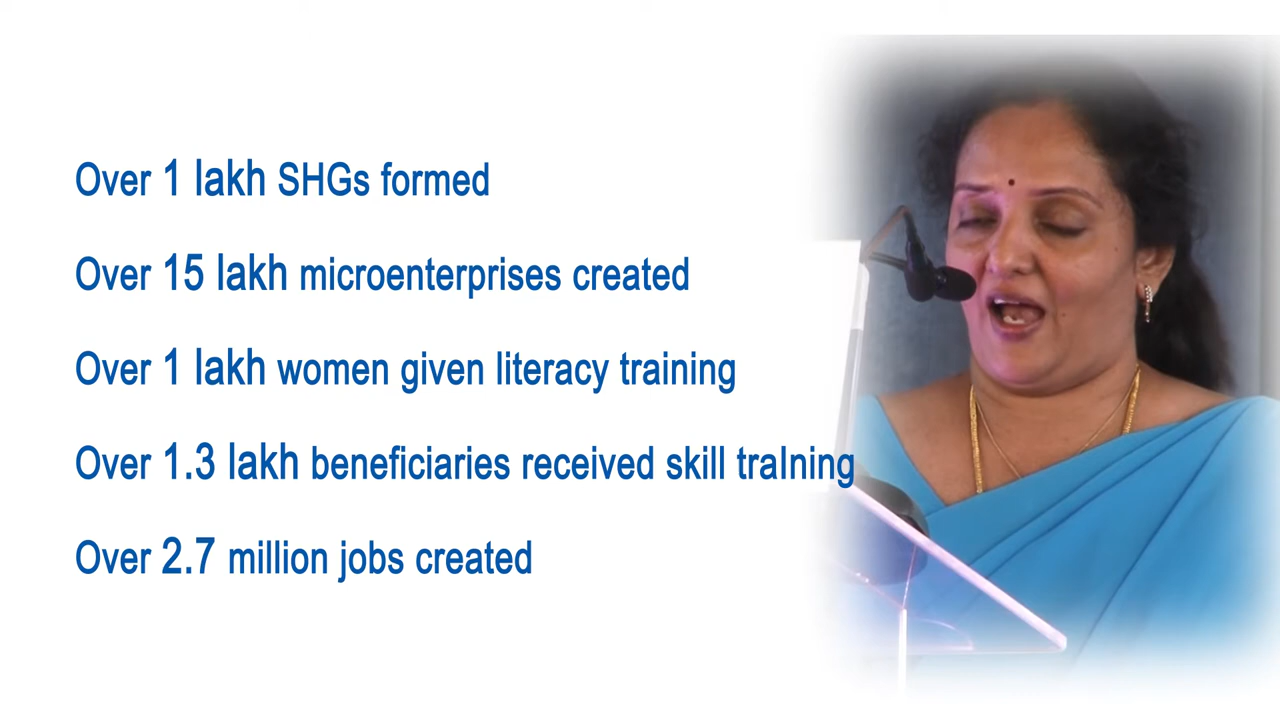 Over 1 lakh SHGs formed
Over 15 lakh microenterprises created
Over 1 lakh women given literacy training
Over 1.3 lakh beneficiaries received skill traIning
Over 2.7 million jobs created